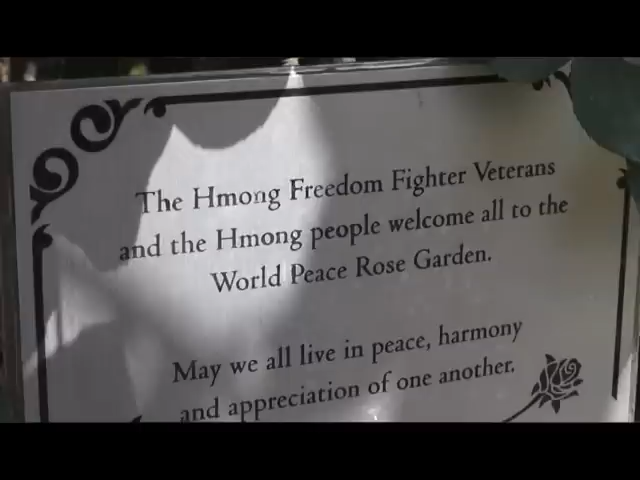 The Hmong Freedom Fighter Veterans
and the Hmong people welcome all to the
World Peace Rose Garden.
May we all live in peace, harmony
and appreciation of one another.